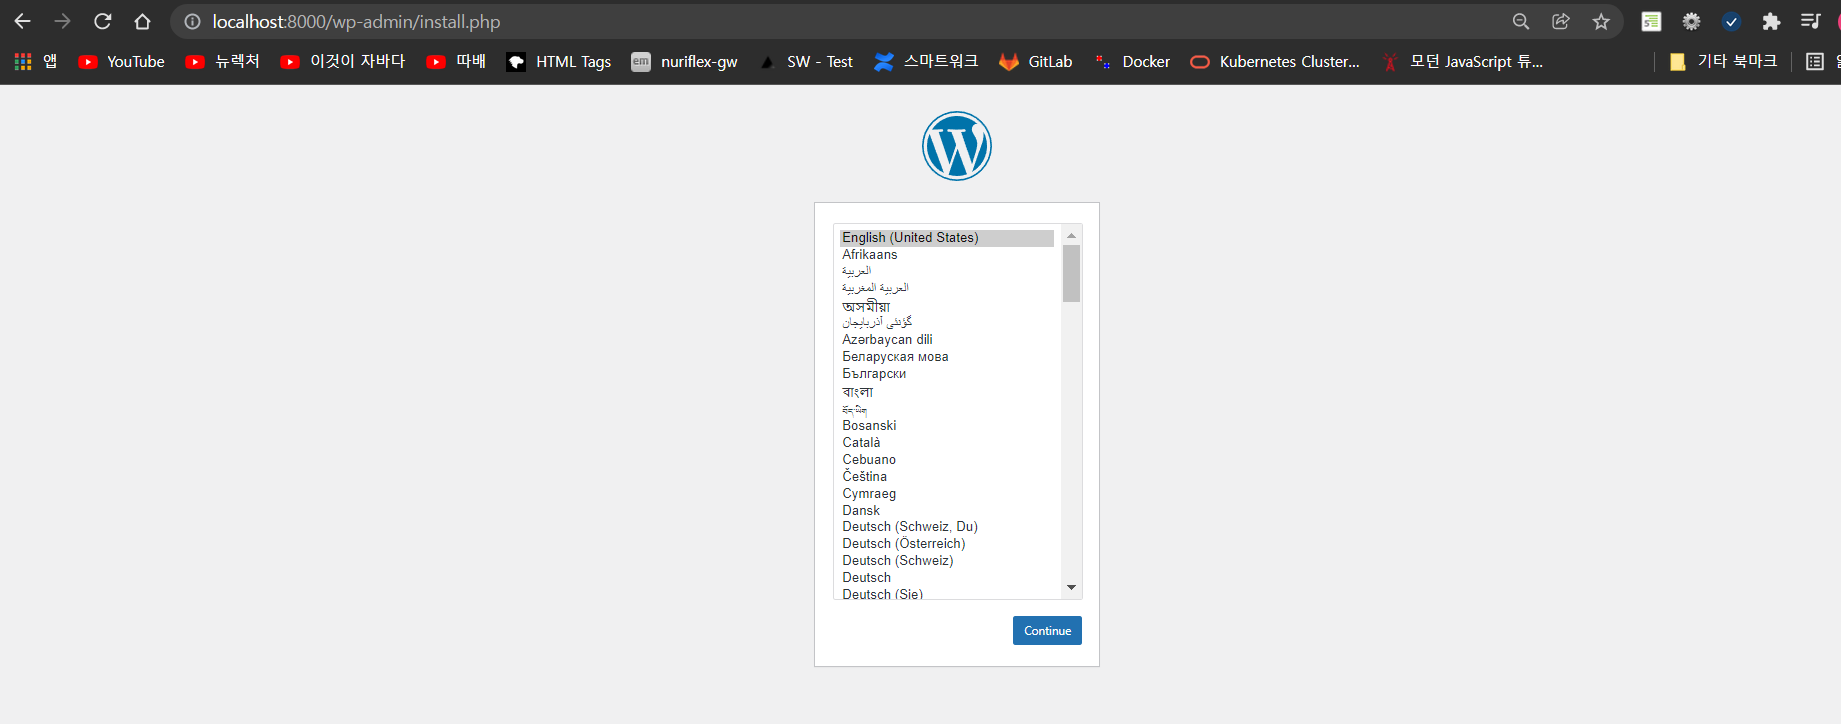 localhost:8000/wp-admin/install.php
앱 YouTube 뉴렉처 이것이 자바다 따배 HTML Tags em nuriflex-gw SW - Test 스마트워크 GitLab Docker Kubernetes Cluster... 모던 JavaScript 튜... 기타 북마크
W
English (United States)
Afrikaans
العربية
العربية المغربية
অসমীয়া
گؤنئی آذربایجان
Azərbaycan dili
Беларуская мова
Български
বাংলা
བོད་ཡིག
Bosanski
Català
Cebuano
Čeština
Cymraeg
Dansk
Deutsch (Schweiz, Du)
Deutsch (Österreich)
Deutsch (Schweiz)
Deutsch
Deutsch (Sie)
Continue